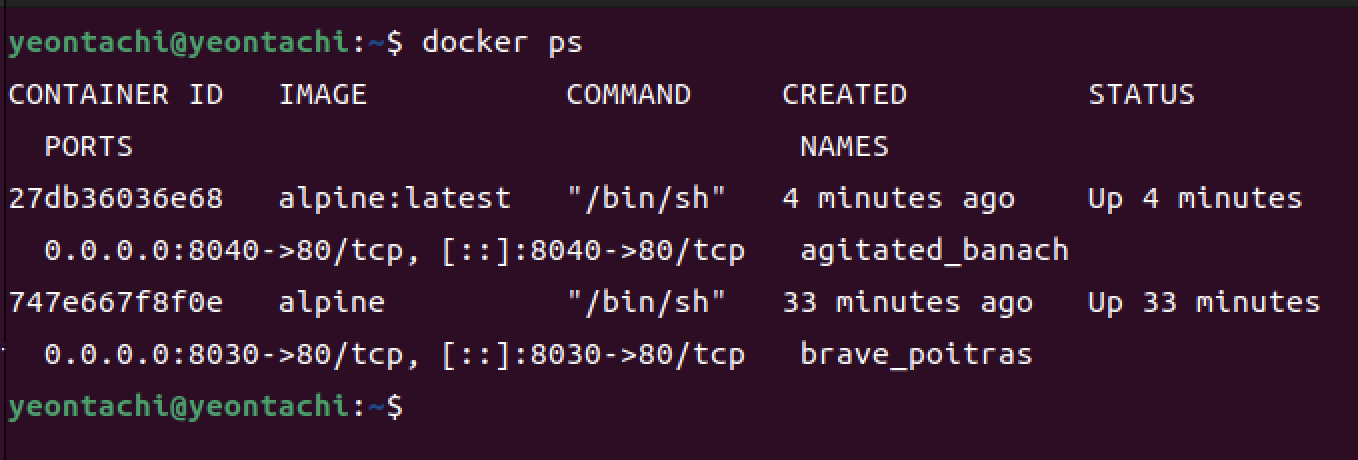 yeontachi@yeontachi:~$ docker ps
CONTAINER ID   IMAGE           COMMAND     CREATED          STATUS
  PORTS                                     NAMES
27db36036e68   alpine:latest   "/bin/sh"   4 minutes ago    Up 4 minutes
  0.0.0.0:8040->80/tcp, [::]:8040->80/tcp   agitated_banach
747e667f8f0e   alpine          "/bin/sh"   33 minutes ago   Up 33 minutes
  0.0.0.0:8030->80/tcp, [::]:8030->80/tcp   brave_poitras
yeontachi@yeontachi:~$